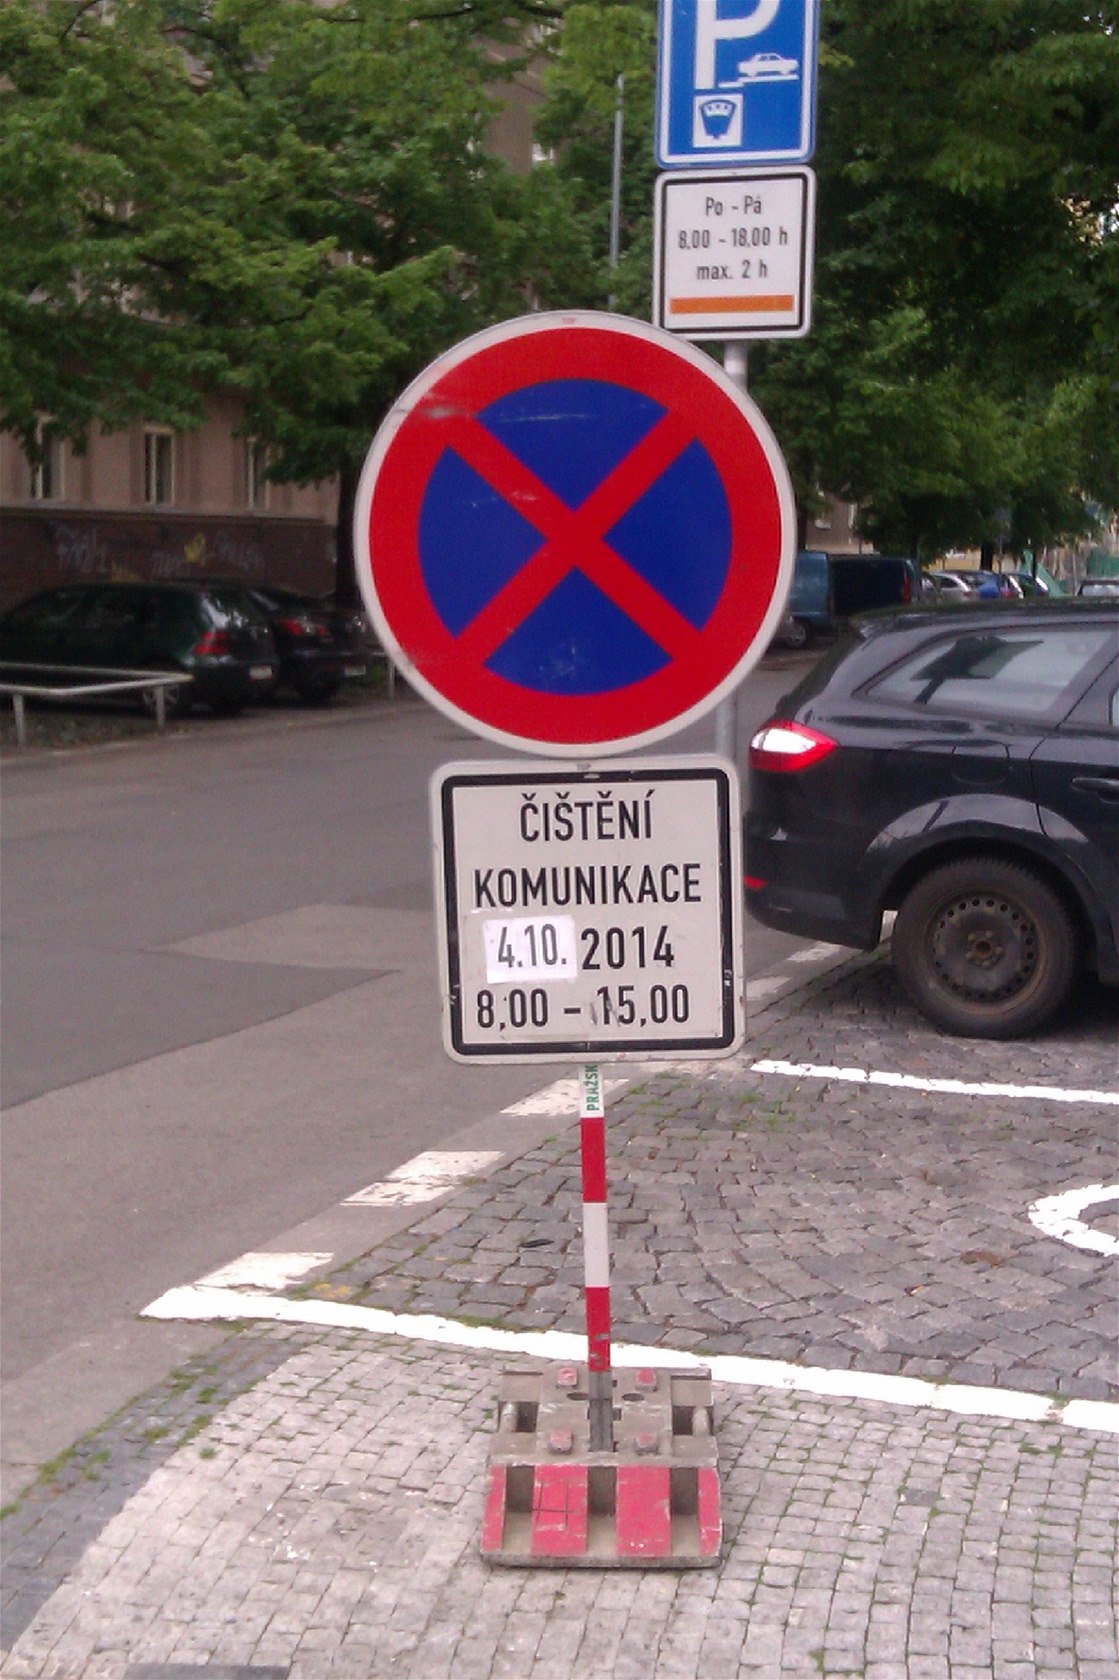 P
Po - Pá
8,00 - 18,00 h
max. 2 h
ČIŠTĚNÍ
KOMUNIKACE
4.10. 2014
8,00 - 15,00
PRAŽSK